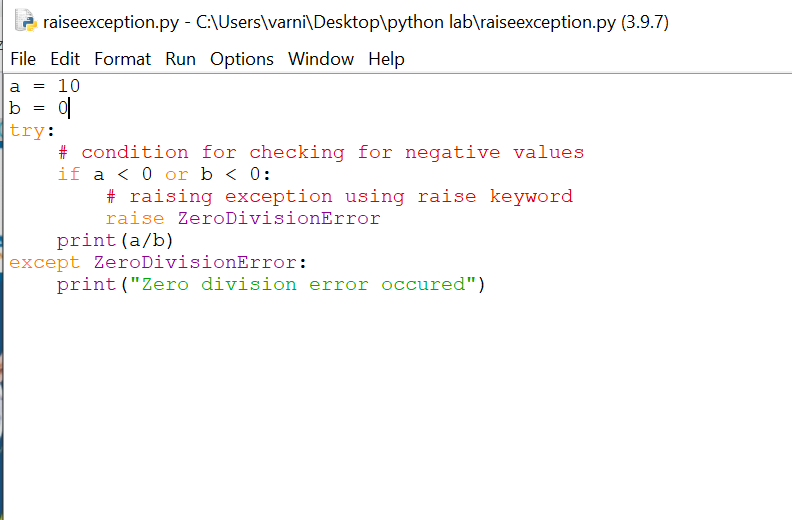 raiseexception.py - C:\Users\varni\Desktop\python lab\raiseexception.py (3.9.7)
File Edit Format Run Options Window Help
a = 10
b = 0
try:
    # condition for checking for negative values
    if a < 0 or b < 0:
        # raising exception using raise keyword
        raise ZeroDivisionError
    print(a/b)
except ZeroDivisionError:
    print("Zero division error occured")